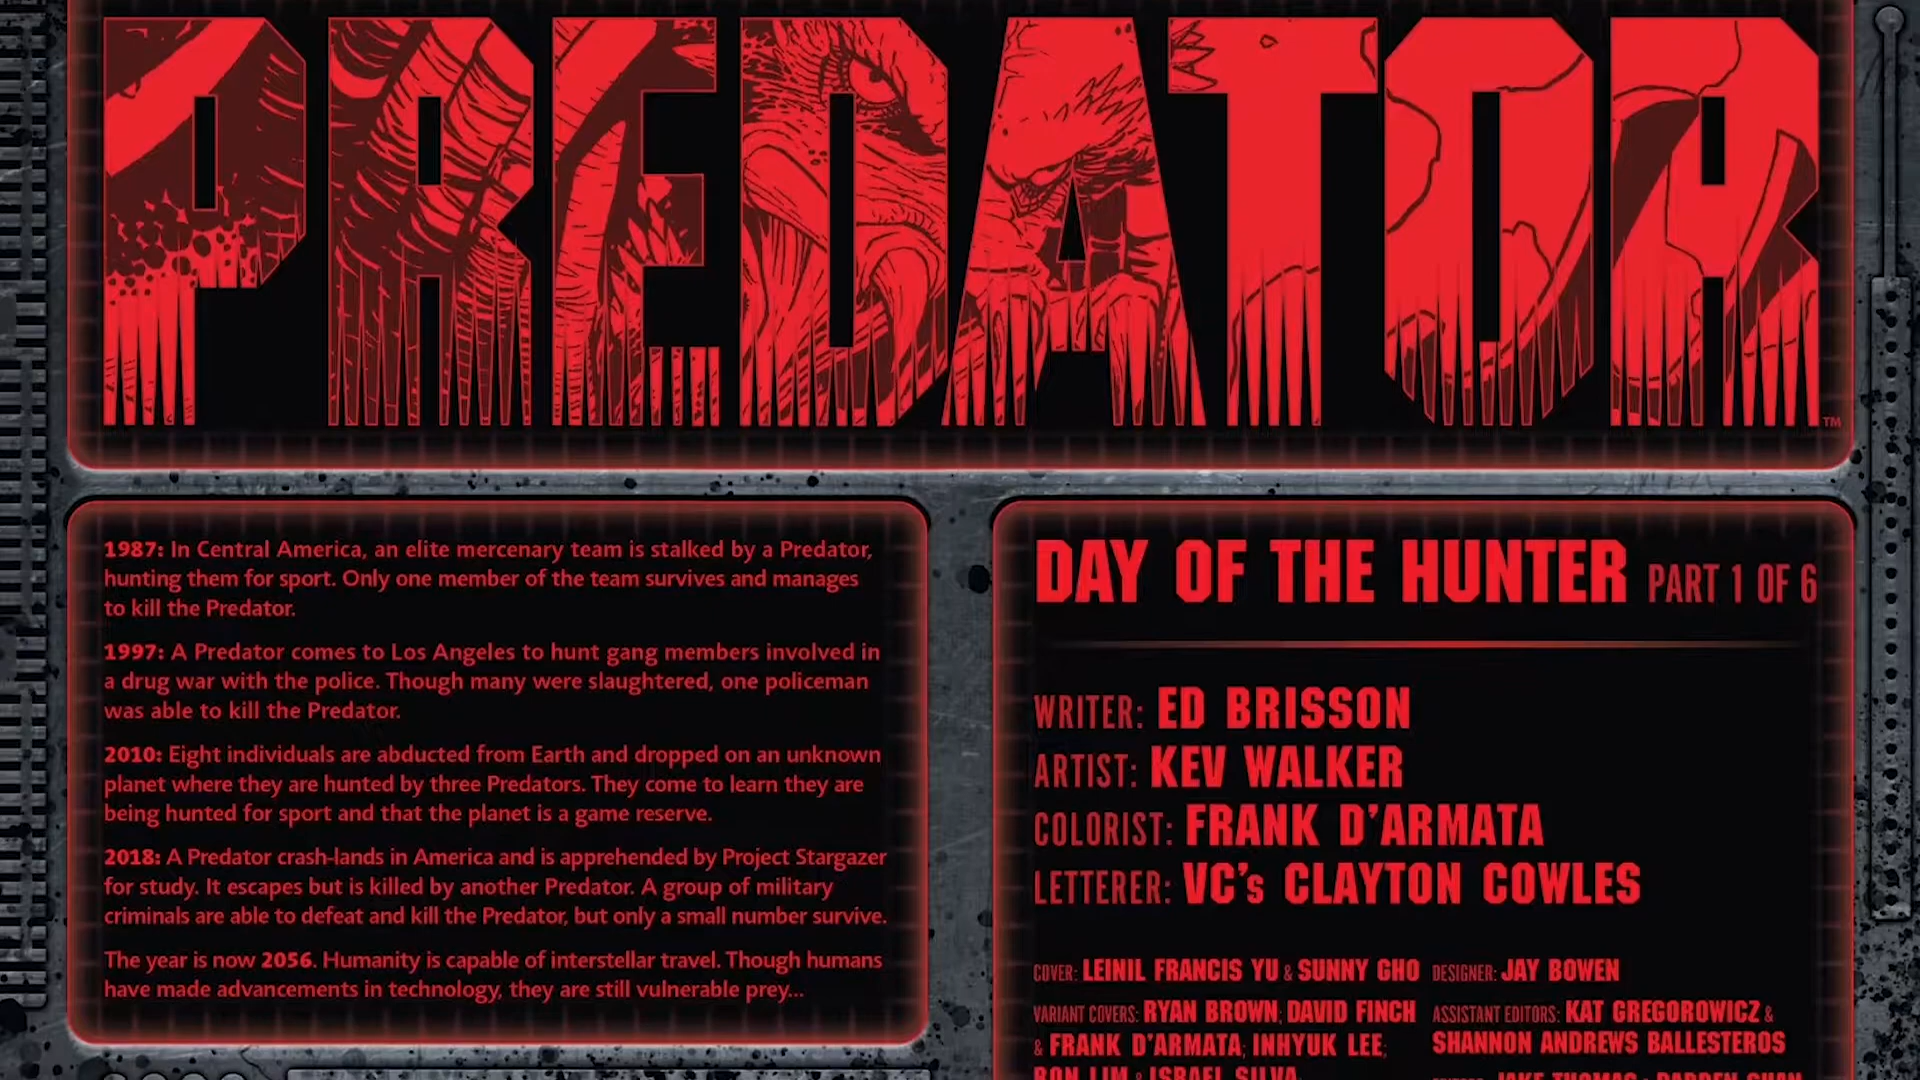 PREDATOR™
1987: In Central America, an elite mercenary team is stalked by a Predator,
hunting them for sport. Only one member of the team survives and manages
to kill the Predator.
1997: A Predator comes to Los Angeles to hunt gang members involved in
a drug war with the police. Though many were slaughtered, one policeman
was able to kill the Predator.
2010: Eight individuals are abducted from Earth and dropped on an unknown
planet where they are hunted by three Predators. They come to learn they are
being hunted for sport and that the planet is a game reserve.
2018: A Predator crash-lands in America and is apprehended by Project Stargazer
for study. It escapes but is killed by another Predator. A group of military
criminals are able to defeat and kill the Predator, but only a small number survive.
The year is now 2056. Humanity is capable of interstellar travel. Though humans
have made advancements in technology, they are still vulnerable prey...
DAY OF THE HUNTER PART 1 OF 6
WRITER: ED BRISSON
ARTIST: KEV WALKER
COLORIST: FRANK D'ARMATA
LETTERER: VC's CLAYTON COWLES
COVER: LEINIL FRANCIS YU & SUNNY GHO
VARIANT COVERS: RYAN BROWN; DAVID FINCH
& FRANK D'ARMATA; INHYUK LEE;
RON LIM & ISRAEL SILVA
DESIGNER: JAY BOWEN
ASSISTANT EDITORS: KAT GREGOROWICZ &
SHANNON ANDREWS BALLESTEROS